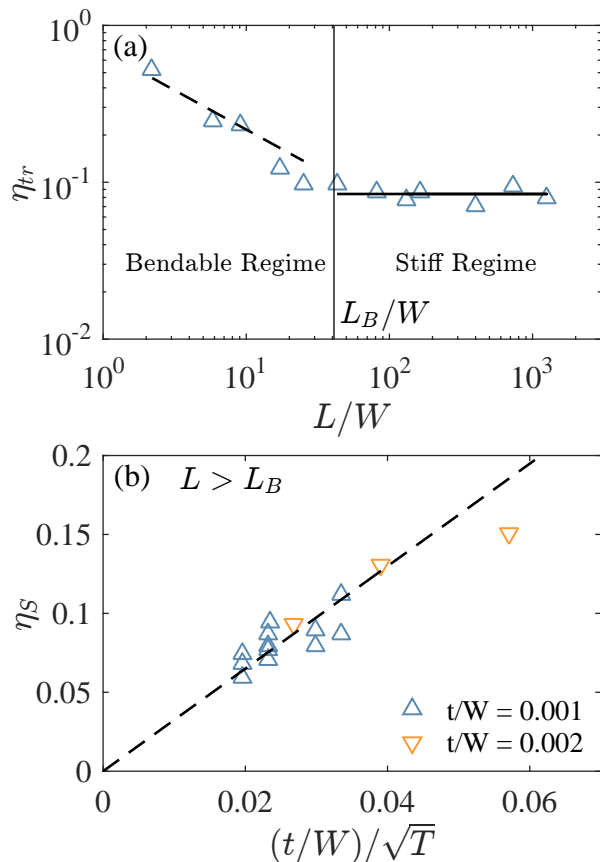 (a)
10^0
10^{-1}
10^{-2}
η_{tr}
Bendable Regime
Stiff Regime
L_B/W
10^0
10^1
10^2
10^3
L/W
(b) L > L_B
0.2
0.15
0.1
0.05
0
η_S
t/W = 0.001
t/W = 0.002
0
0.02
0.04
0.06
(t/W)/√T